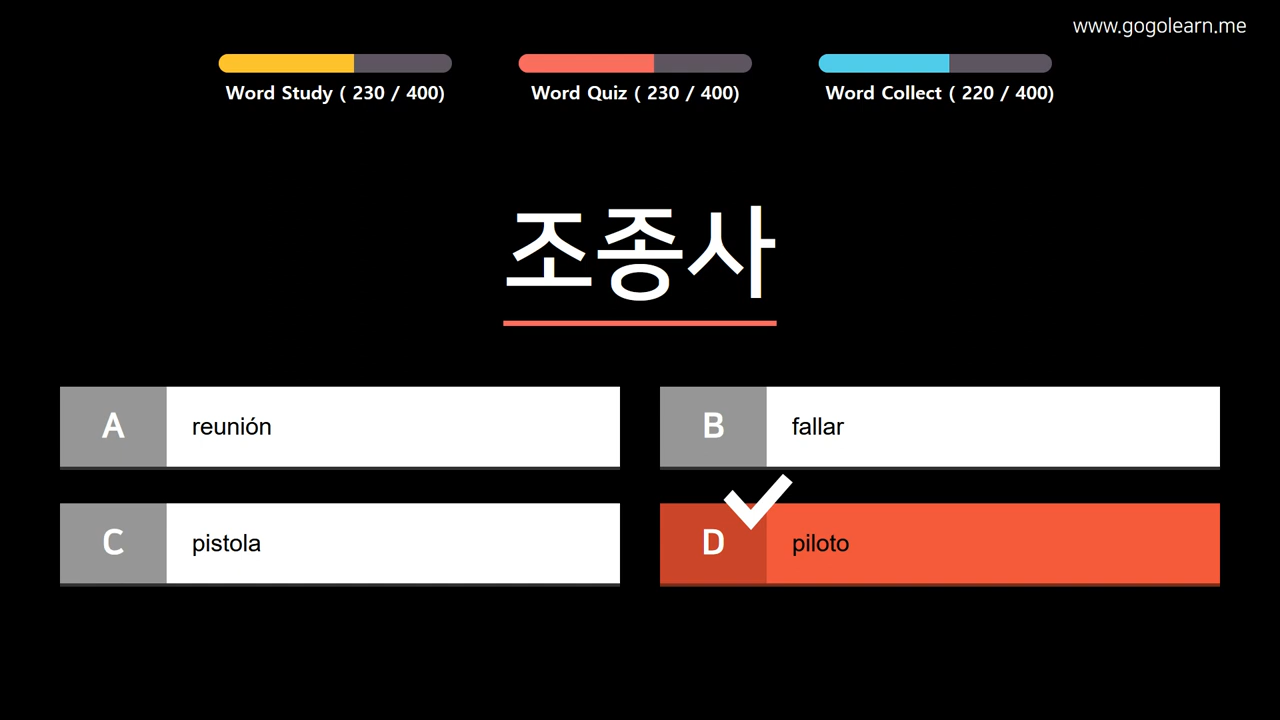 www.gogolearn.me
Word Study ( 230 / 400)
Word Quiz ( 230 / 400)
Word Collect ( 220 / 400)
조종사
A reunión
B fallar
C pistola
D piloto